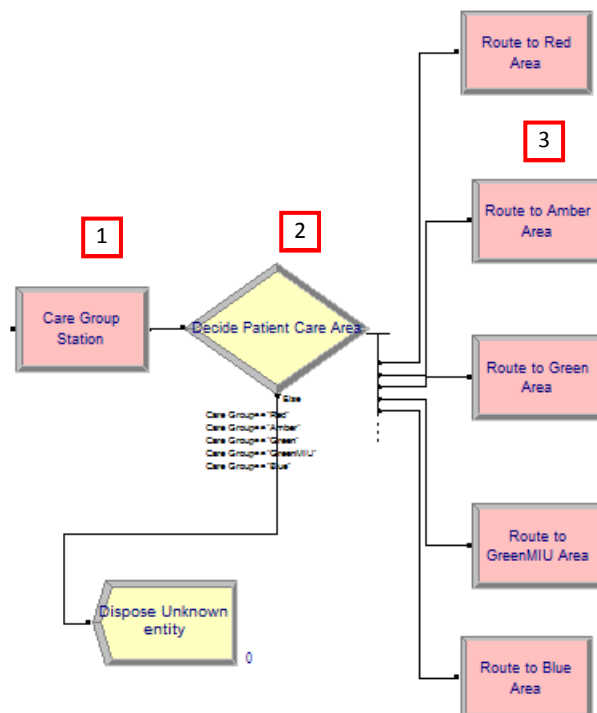 Route to Red
Area
3
1
2
Route to Amber
Area
Care Group
Station
Decide Patient Care Area
Route to Green
Area
Else
Care Group=="Red"
Care Group=="Amber"
Care Group=="Green"
Care Group=="GreenMIU"
Care Group=="Blue"
Route to
GreenMIU Area
Dispose Unknown
entity
0
Route to Blue
Area